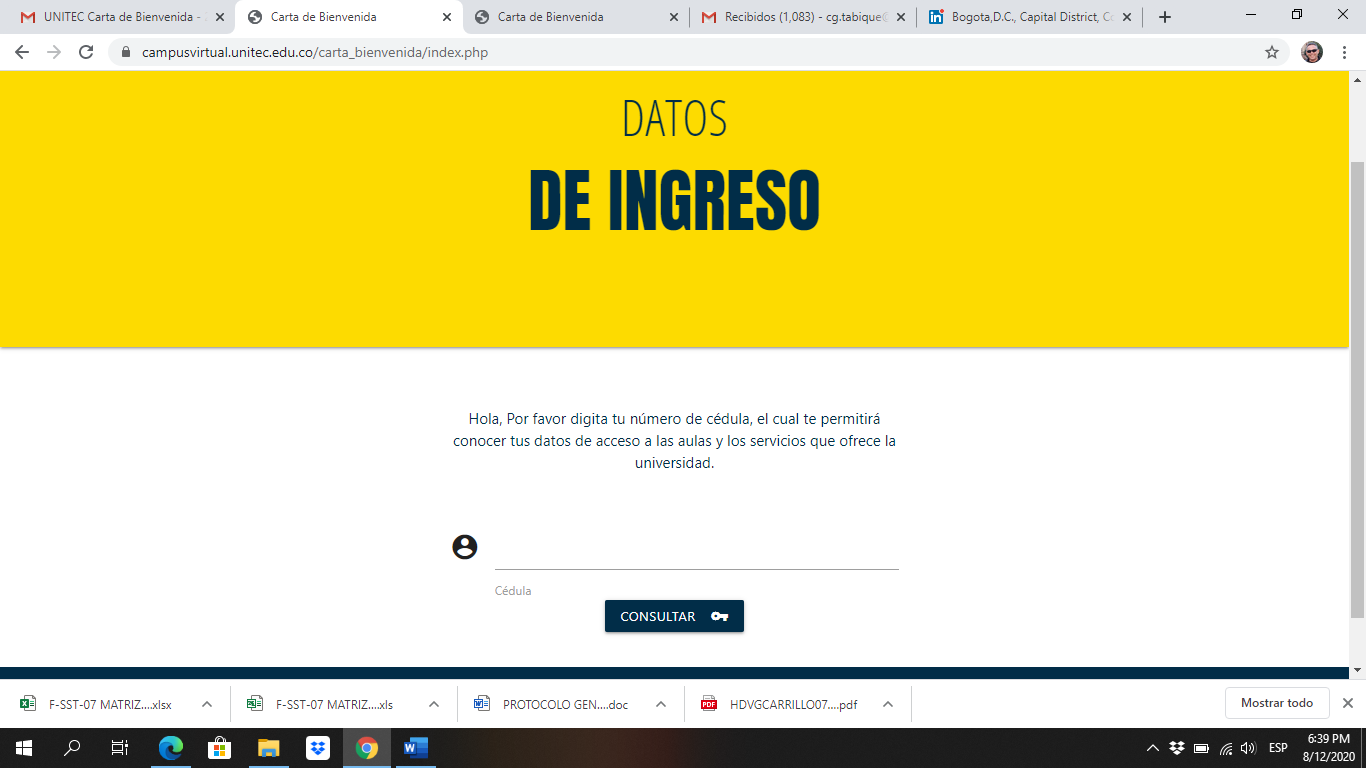 UNITEC Carta de Bienvenida -
Carta de Bienvenida
Carta de Bienvenida
Recibidos (1,083) - cg.tabique@
Bogota,D.C., Capital District, Co
campusvirtual.unitec.edu.co/carta_bienvenida/index.php
DATOS
DE INGRESO
Hola, Por favor digita tu número de cédula, el cual te permitirá
conocer tus datos de acceso a las aulas y los servicios que ofrece la
universidad.
Cédula
CONSULTAR
F-SST-07 MATRIZ....xlsx
F-SST-07 MATRIZ....xls
PROTOCOLO GEN....doc
PDF
HDVGCARRILLO07....pdf
Mostrar todo
ESP
6:39 PM
8/12/2020